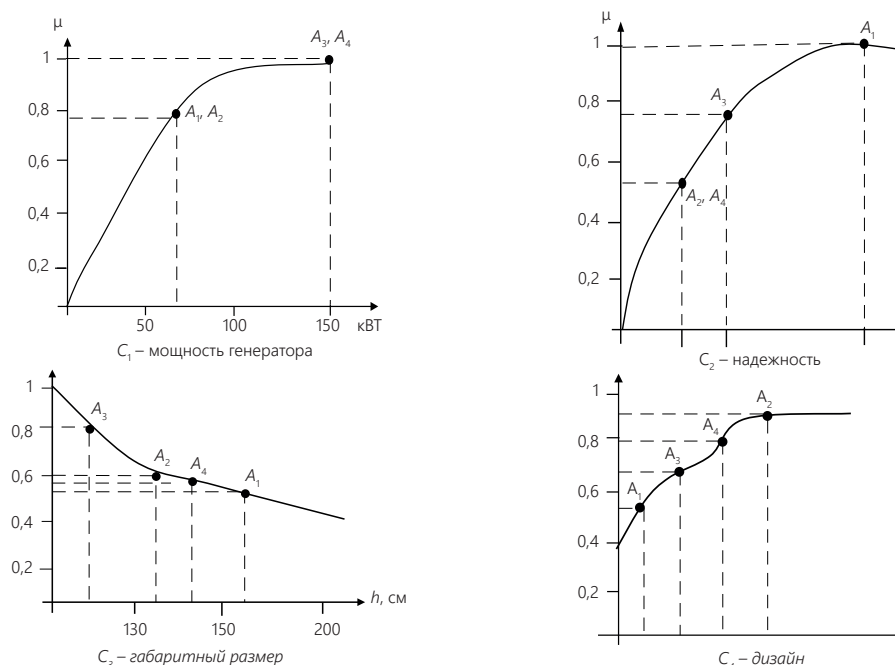 μ
1
0,8
0,6
0,4
0,2
A₃, A₄
A₁, A₂
50 100 150 кВТ
C₁ – мощность генератора
μ
1
0,8
0,6
0,4
0,2
A₁
A₃
A₂, A₄
C₂ – надежность
1
0,8
0,6
0,4
0,2
A₃
A₂ A₄ A₁
130 150 200 h, см
– габаритный размер
1
0,8
0,6
0,4
0,2
A₂
A₄
A₃
A₁
– дизайн